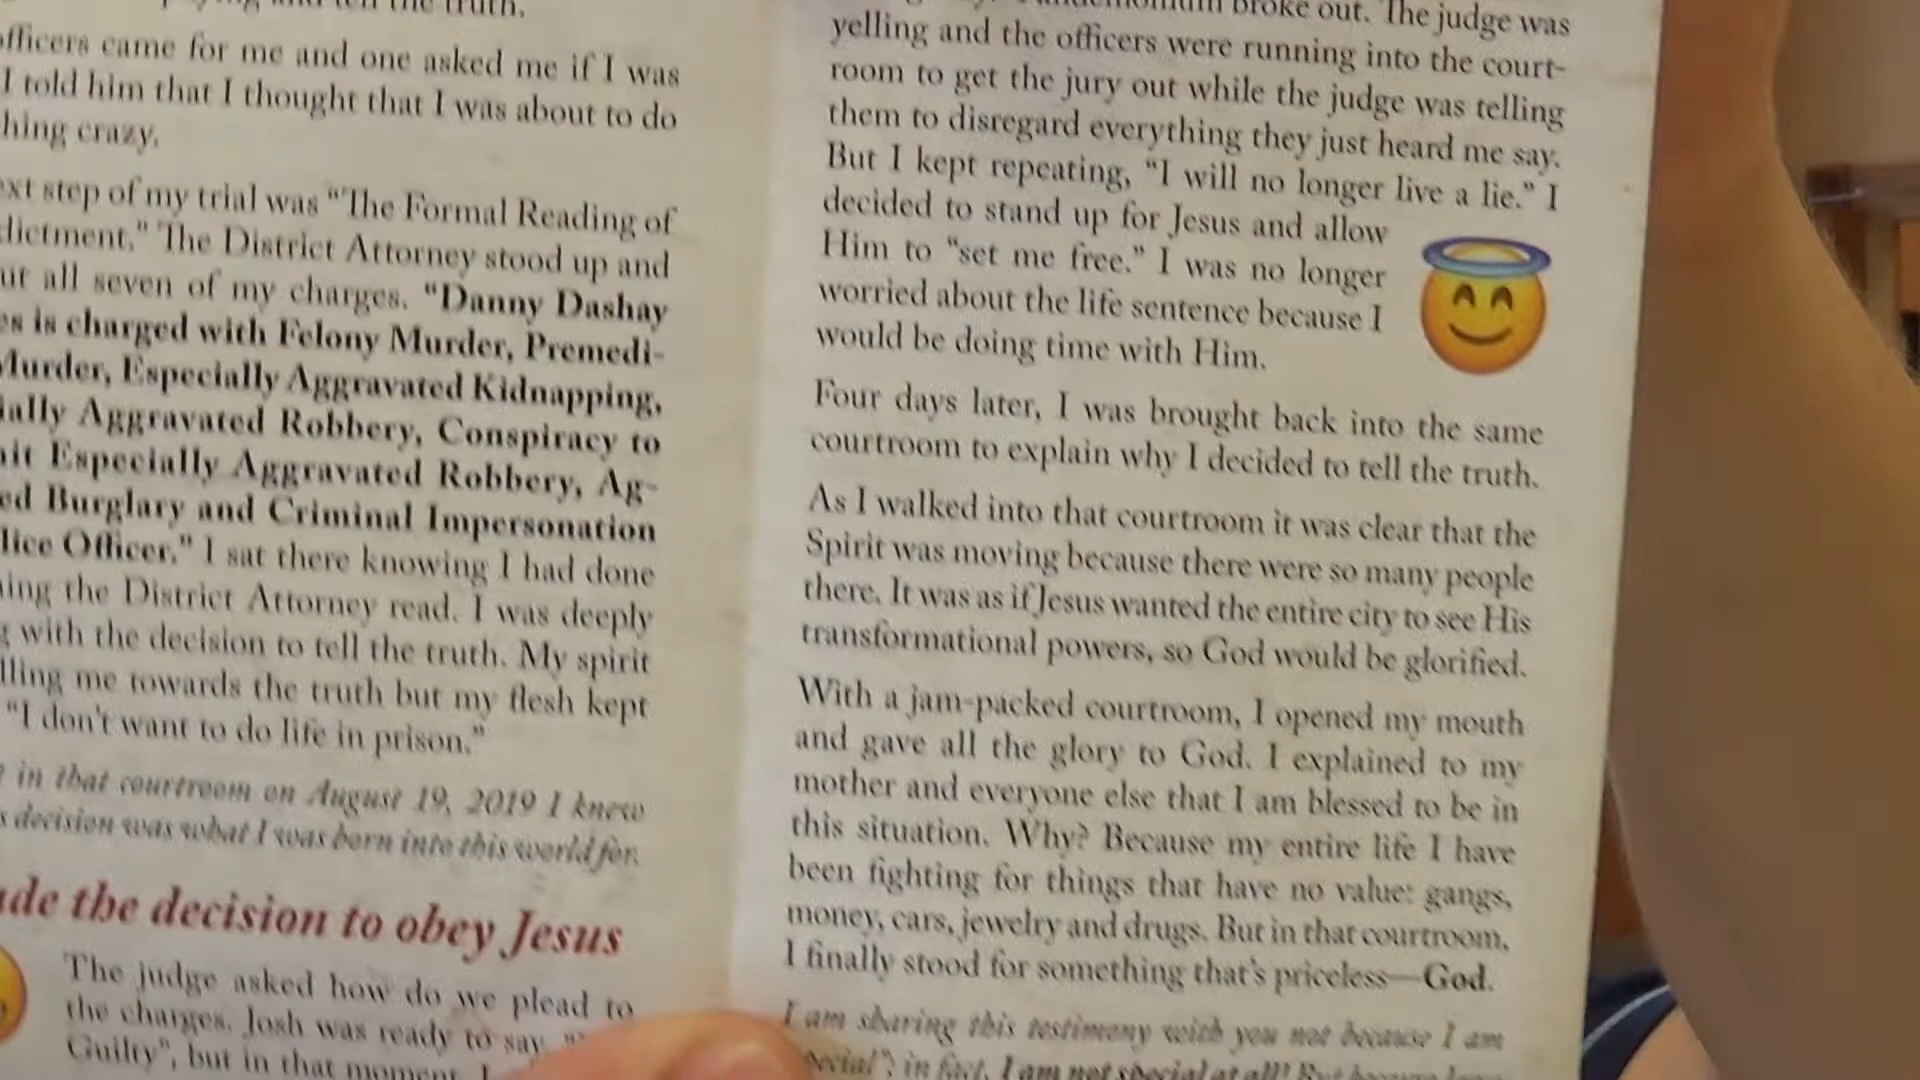 tell the truth.
officers came for me and one asked me if I was
I told him that I thought that I was about to do
hing crazy.
ext step of my trial was “The Formal Reading of
dictment.” The District Attorney stood up and
ut all seven of my charges. “Danny Dashay
es is charged with Felony Murder, Premedi-
Murder, Especially Aggravated Kidnapping,
ially Aggravated Robbery, Conspiracy to
nit Especially Aggravated Robbery, Ag-
ed Burglary and Criminal Impersonation
lice Officer.” I sat there knowing I had done
ing the District Attorney read. I was deeply
g with the decision to tell the truth. My spirit
lling me towards the truth but my flesh kept
“I don’t want to do life in prison.”
in that courtroom on August 19, 2019 I knew
s decision was what I was born into this world for.
ade the decision to obey Jesus
The judge asked how do we plead to
the charges. Josh was ready to say,
Guilty”, but in that moment, I
broke out. The judge was
yelling and the officers were running into the court-
room to get the jury out while the judge was telling
them to disregard everything they just heard me say.
But I kept repeating, “I will no longer live a lie.” I
decided to stand up for Jesus and allow
Him to “set me free.” I was no longer
worried about the life sentence because I
would be doing time with Him.
Four days later, I was brought back into the same
courtroom to explain why I decided to tell the truth.
As I walked into that courtroom it was clear that the
Spirit was moving because there were so many people
there. It was as if Jesus wanted the entire city to see His
transformational powers, so God would be glorified.
With a jam-packed courtroom, I opened my mouth
and gave all the glory to God. I explained to my
mother and everyone else that I am blessed to be in
this situation. Why? Because my entire life I have
been fighting for things that have no value: gangs,
money, cars, jewelry and drugs. But in that courtroom,
I finally stood for something that’s priceless—God.
I am sharing this testimony with you not because I am
special”; in fact, I am not special at all! But because